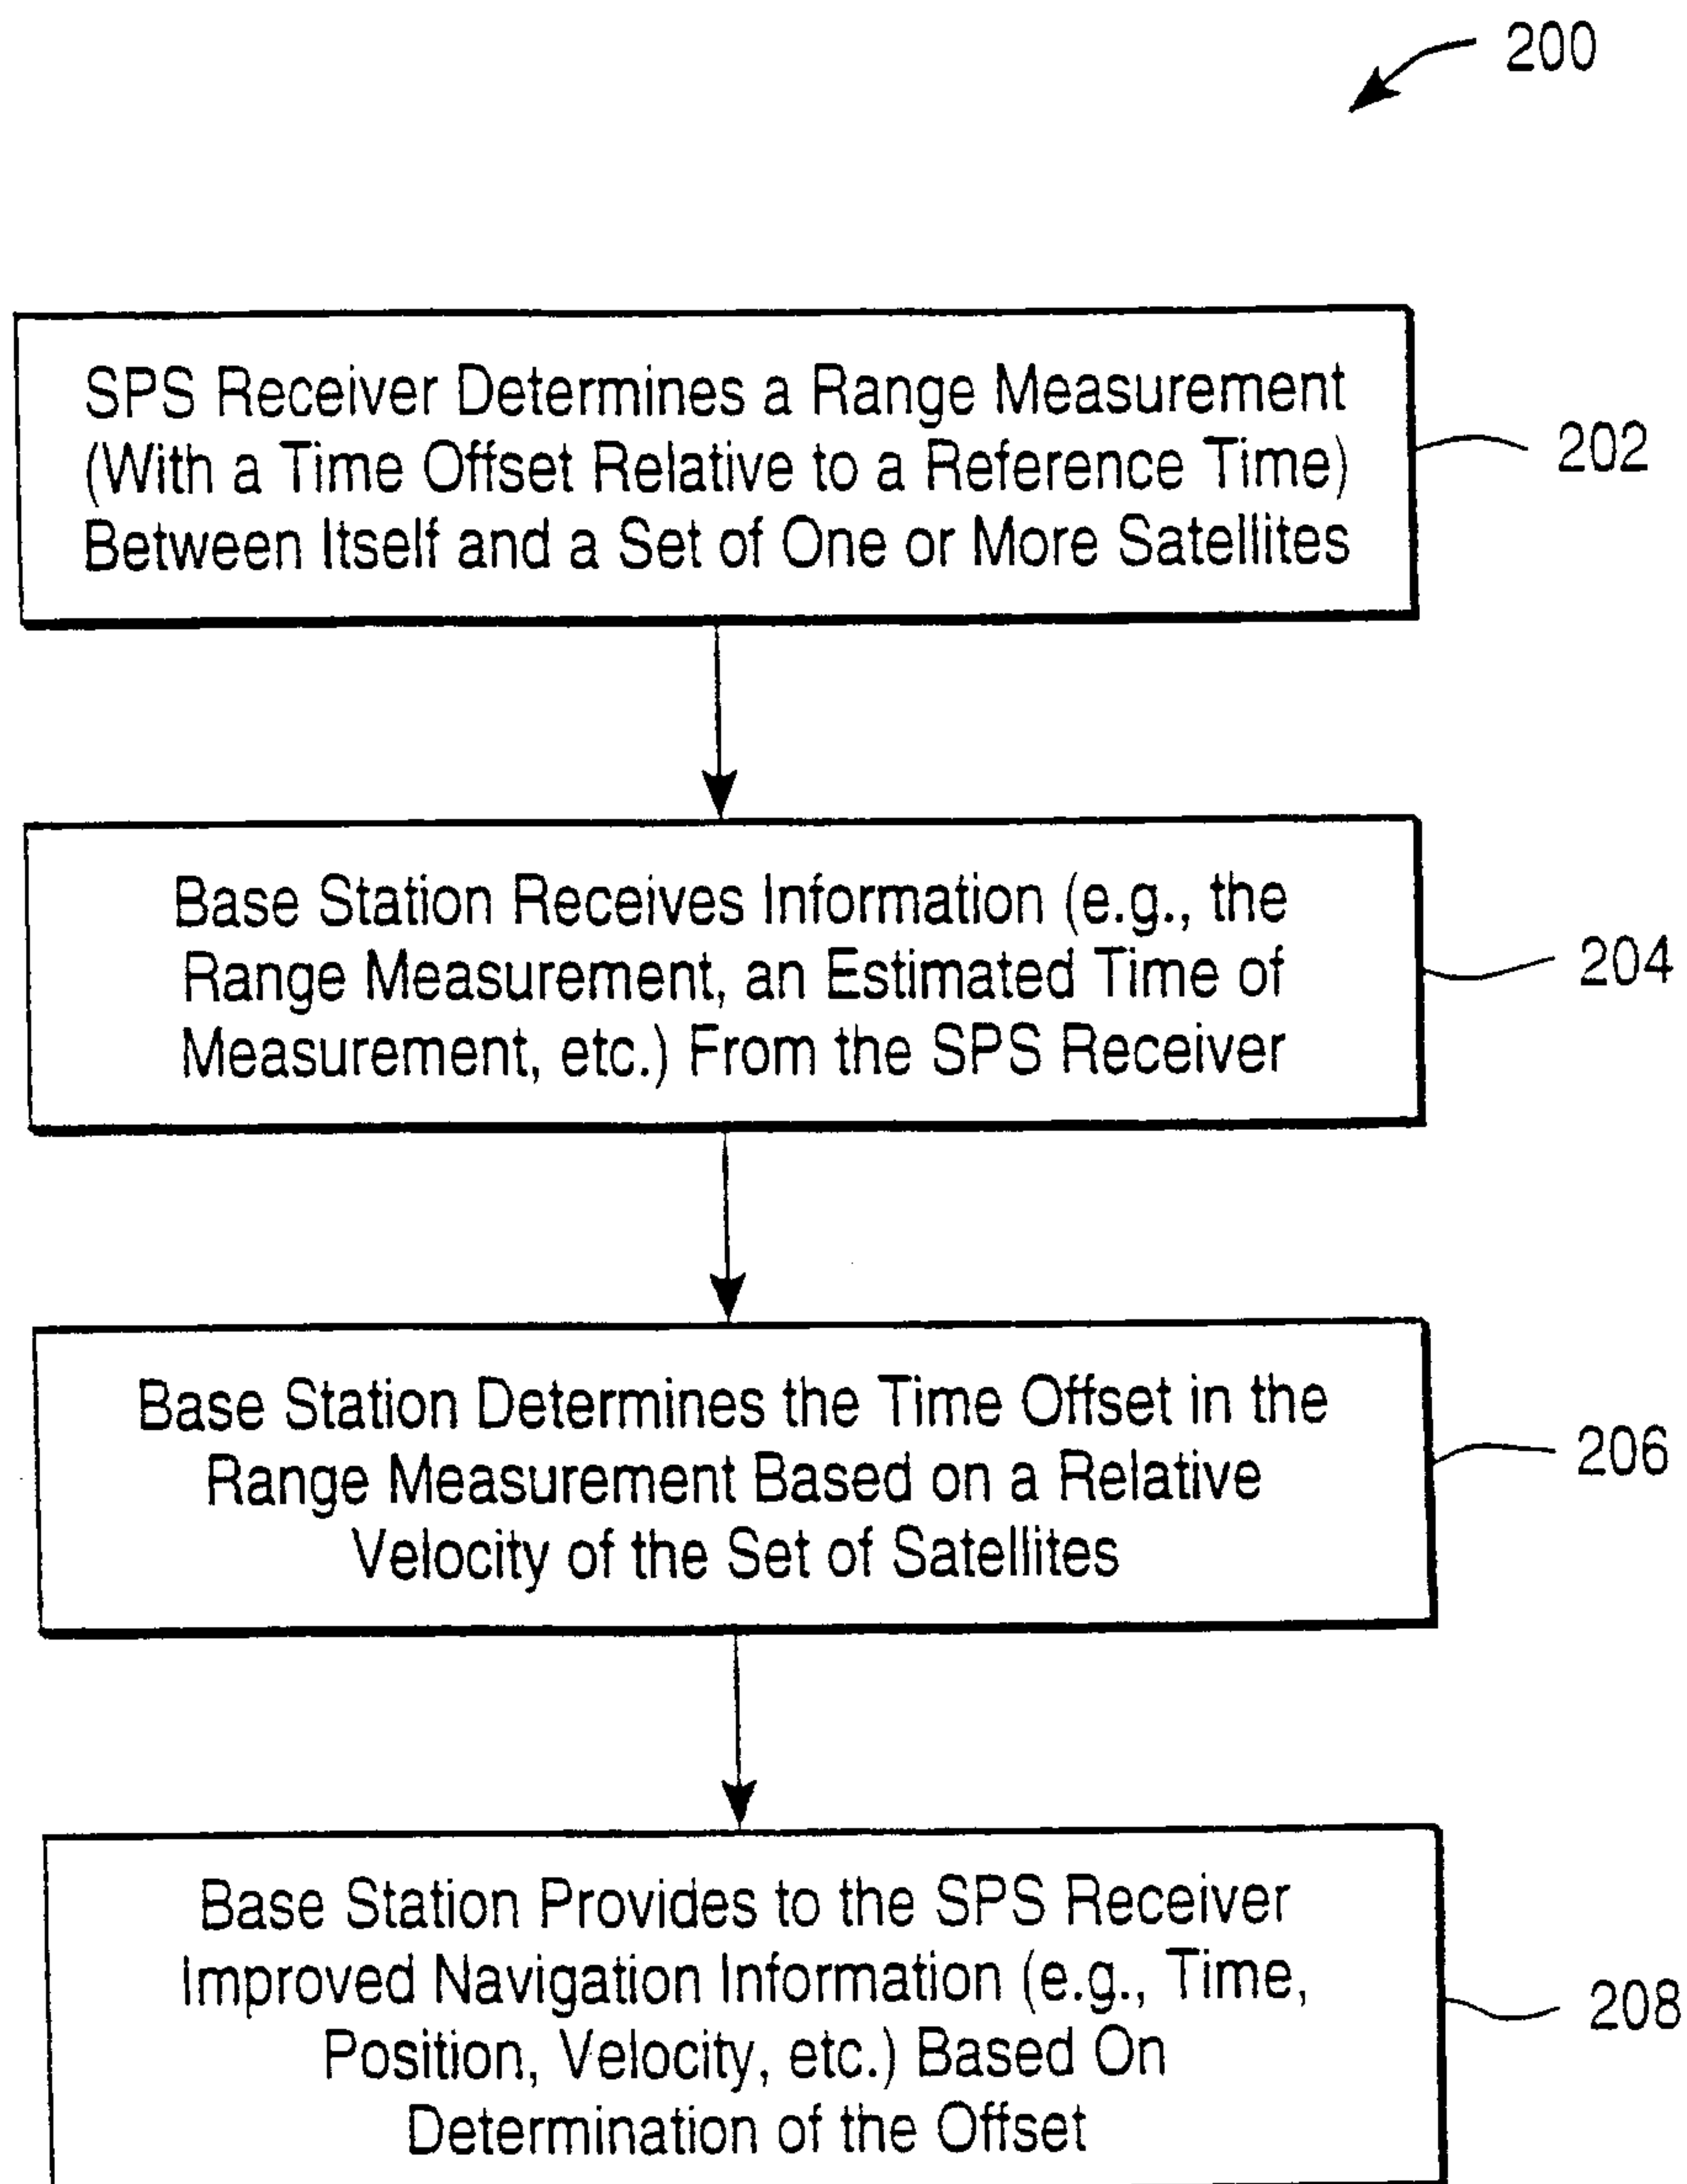 200
SPS Receiver Determines a Range Measurement
(With a Time Offset Relative to a Reference Time)
Between Itself and a Set of One or More Satellites
202
Base Station Receives Information (e.g., the
Range Measurement, an Estimated Time of
Measurement, etc.) From the SPS Receiver
204
Base Station Determines the Time Offset in the
Range Measurement Based on a Relative
Velocity of the Set of Satellites
206
Base Station Provides to the SPS Receiver
Improved Navigation Information (e.g., Time,
Position, Velocity, etc.) Based On
Determination of the Offset
208